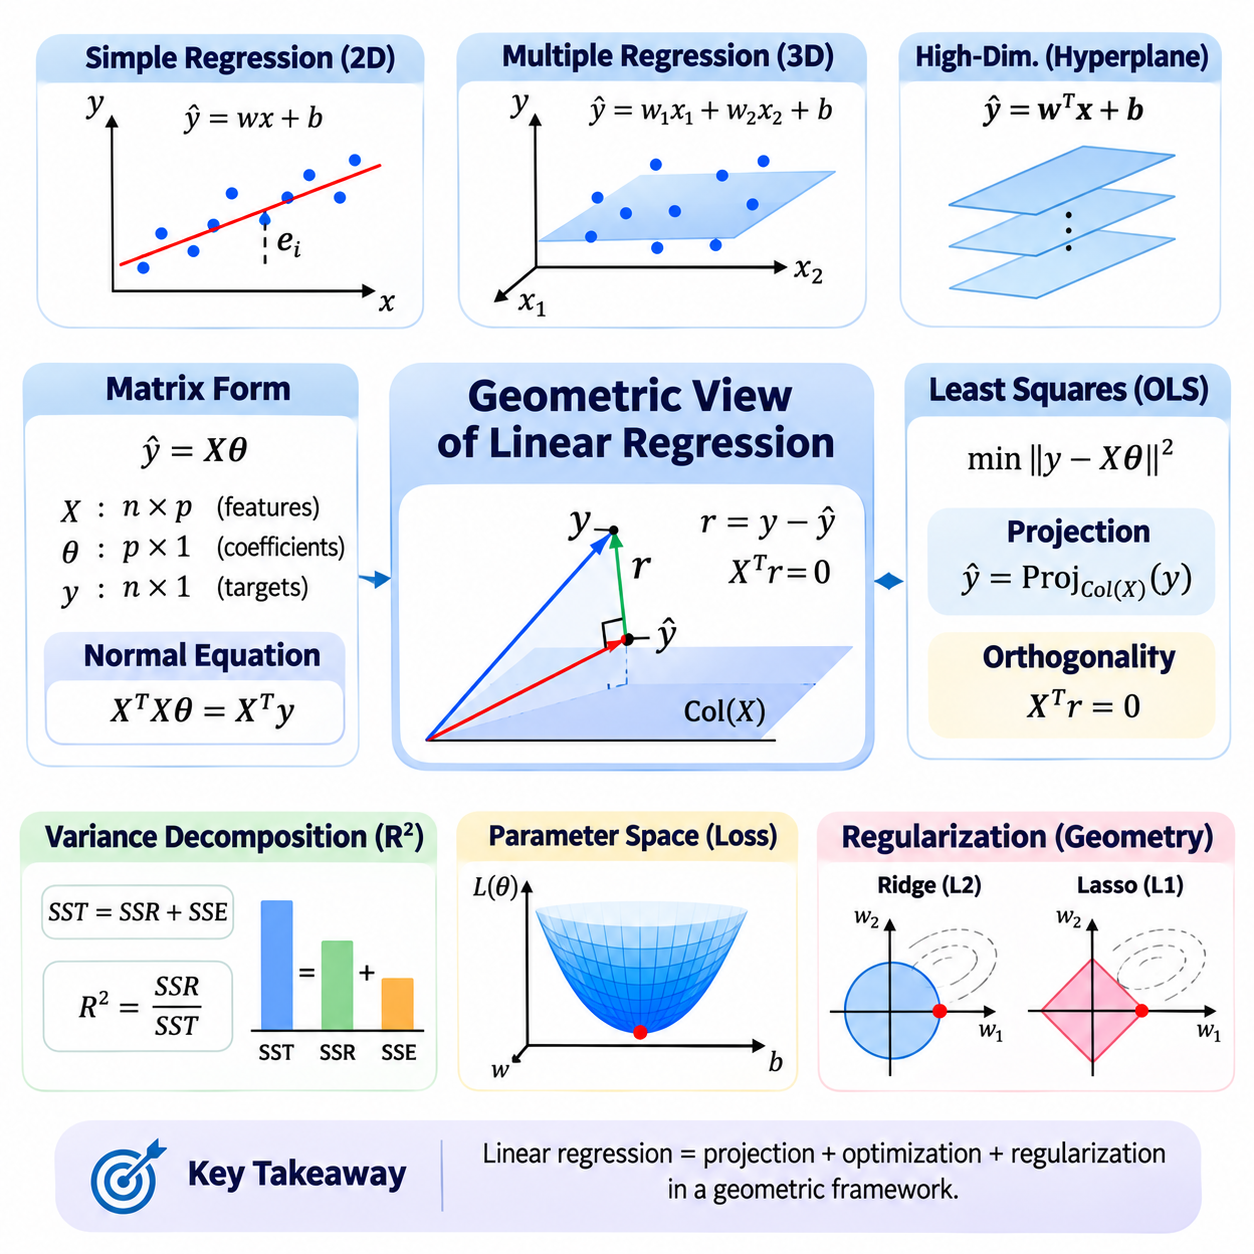 Simple Regression (2D)
y
ŷ = wx + b
e_i
x
Multiple Regression (3D)
y
ŷ = w₁x₁ + w₂x₂ + b
x₂
x₁
High-Dim. (Hyperplane)
ŷ = wᵀx + b
Matrix Form
ŷ = Xθ
X : n × p (features)
θ : p × 1 (coefficients)
y : n × 1 (targets)
Normal Equation
XᵀXθ = Xᵀy
Geometric View
of Linear Regression
y
r = y − ŷ
r
Xᵀr = 0
ŷ
Col(X)
Least Squares (OLS)
min ||y − Xθ||²
Projection
ŷ = Proj_Col(X)(y)
Orthogonality
Xᵀr = 0
Variance Decomposition (R²)
SST = SSR + SSE
R² = SSR / SST
= +
SST SSR SSE
Parameter Space (Loss)
L(θ)
w
b
Regularization (Geometry)
Ridge (L2)
w₂
w₁
Lasso (L1)
w₂
w₁
Key Takeaway
Linear regression = projection + optimization + regularization
in a geometric framework.